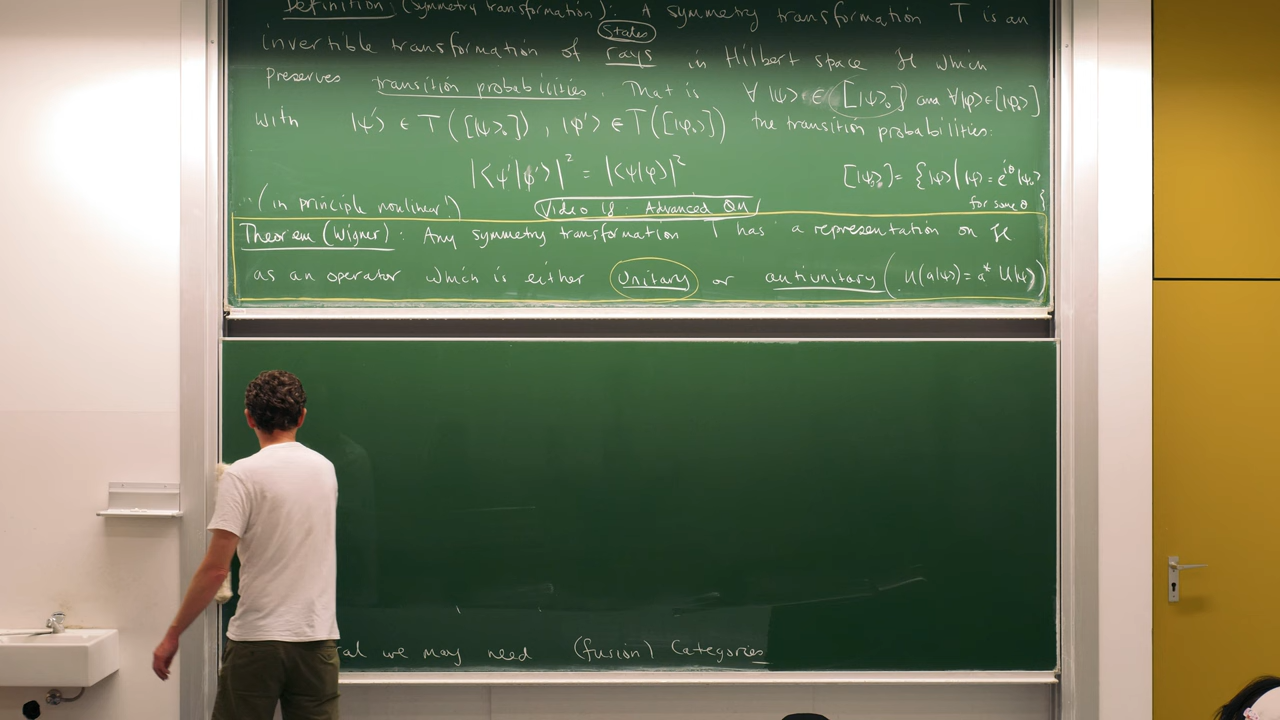 Definition (Symmetry transformation): A symmetry transformation T is an
invertible transformation of rays in Hilbert space ℋ which
(States)
preserves transition probabilities. That is ∀ |ψ> ∈ [|ψ>₀] and ∀|φ>∈[|φ₀>]
with |ψ'> ∈ T([|ψ>₀]), |φ'> ∈ T([|φ₀>]) the transition probabilities:
|<ψ'|φ'>|² = |<ψ|φ>|²
[|ψ₀>] = {|ψ> | |ψ> = e^{iθ}|ψ₀> for some θ}
...(in principle nonlinear!) Video 18: Advanced QM
Theorem (Wigner): Any symmetry transformation T has a representation on ℋ
as an operator which is either unitary or antiunitary (U(a|ψ>) = a* U|ψ>)
we may need (fusion) Categories